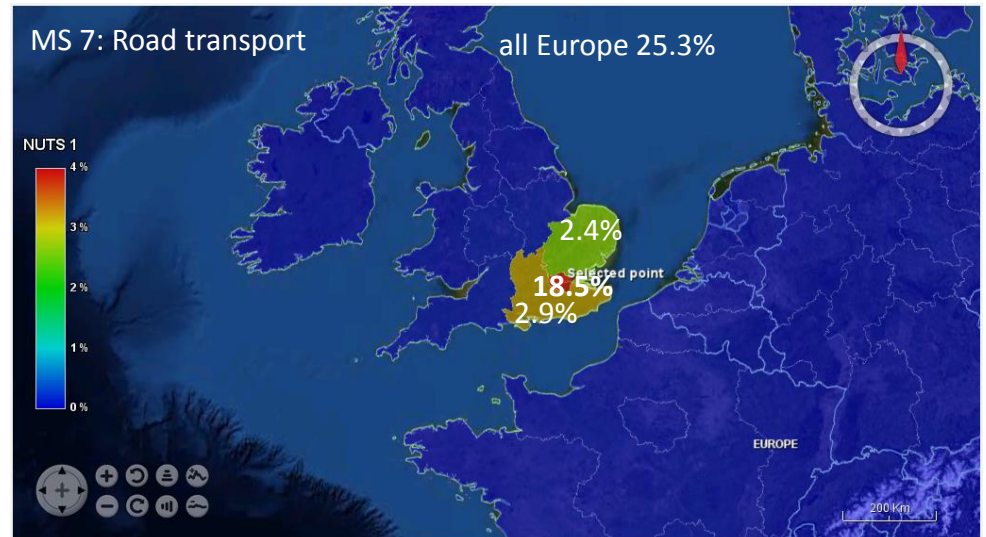 MS 7: Road transport
all Europe 25.3%
NUTS 1
4 %
3 %
2 %
1 %
0 %
2.4%
Selected point
18.5%
2.9%
EUROPE
200 Km